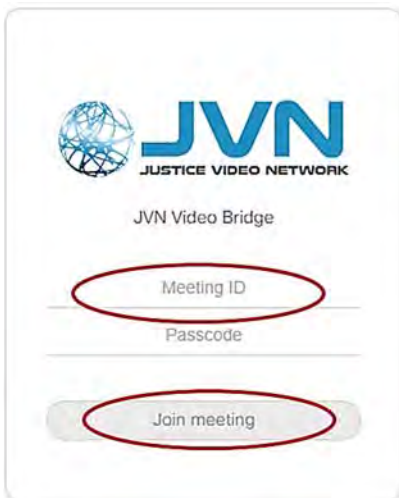 JVN
JUSTICE VIDEO NETWORK
JVN Video Bridge
Meeting ID
Passcode
Join meeting